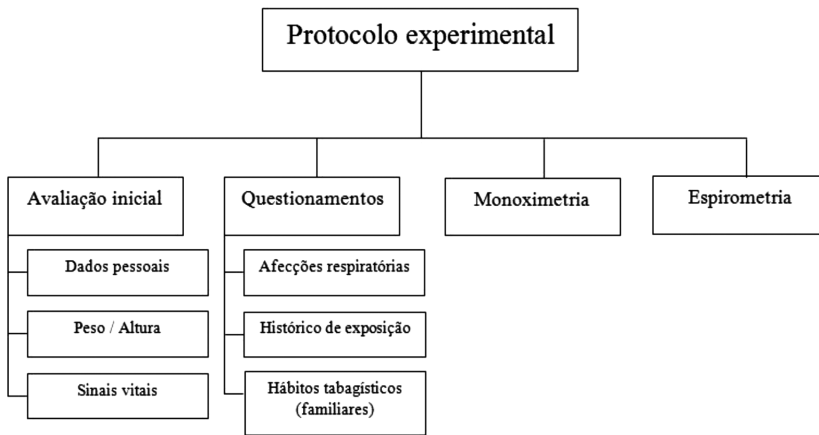 Protocolo experimental
Avaliação inicial
Dados pessoais
Peso / Altura
Sinais vitais
Questionamentos
Afecções respiratórias
Histórico de exposição
Hábitos tabagísticos
(familiares)
Monoximetria
Espirometria